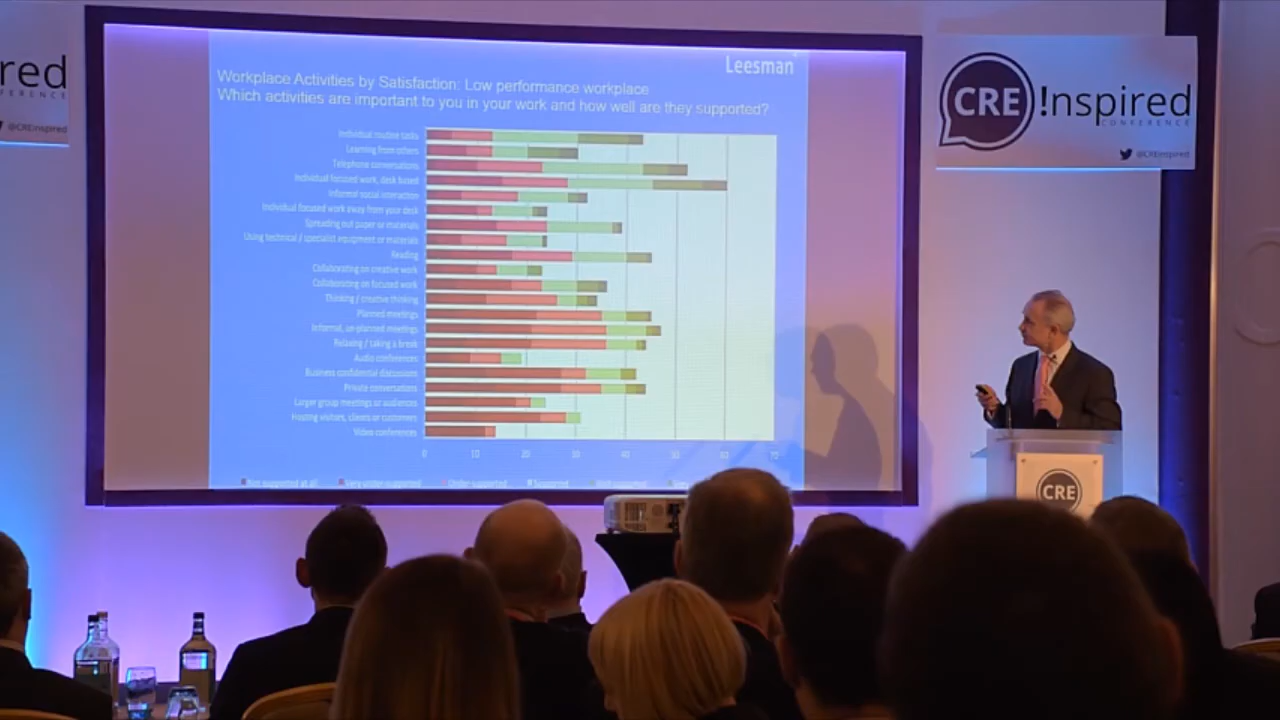 red
FERENCE
@CREinspired
Leesman
Workplace Activities by Satisfaction: Low performance workplace
Which activities are important to you in your work and how well are they supported?
Individual routine tasks
Learning from others
Telephone conversations
Individual focused work, desk based
Informal social interaction
Individual focused work away from your desk
Spreading out paper or materials
Using technical / specialist equipment or materials
Reading
Collaborating on creative work
Collaborating on focused work
Thinking / creative thinking
Planned meetings
Informal, un-planned meetings
Relaxing / taking a break
Audio conferences
Business confidential discussions
Private conversations
Larger group meetings or audiences
Hosting visitors, clients or customers
Video conferences
0 10 20 30 40 50 60 70
Not supported at all Very under-supported Under-supported Supported
CRE !nspired
CONFERENCE
@CREinspired
CRE